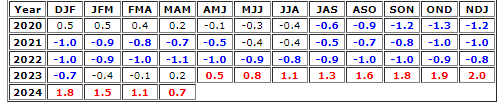 Year DJF JFM FMA MAM AMJ MJJ JJA JAS ASO SON OND NDJ
2020 0.5 0.5 0.4 0.2 -0.1 -0.3 -0.4 -0.6 -0.9 -1.2 -1.3 -1.2
2021 -1.0 -0.9 -0.8 -0.7 -0.5 -0.4 -0.4 -0.5 -0.7 -0.8 -1.0 -1.0
2022 -1.0 -0.9 -1.0 -1.1 -1.0 -0.9 -0.8 -0.9 -1.0 -1.0 -0.9 -0.8
2023 -0.7 -0.4 -0.1 0.2 0.5 0.8 1.1 1.3 1.6 1.8 1.9 2.0
2024 1.8 1.5 1.1 0.7